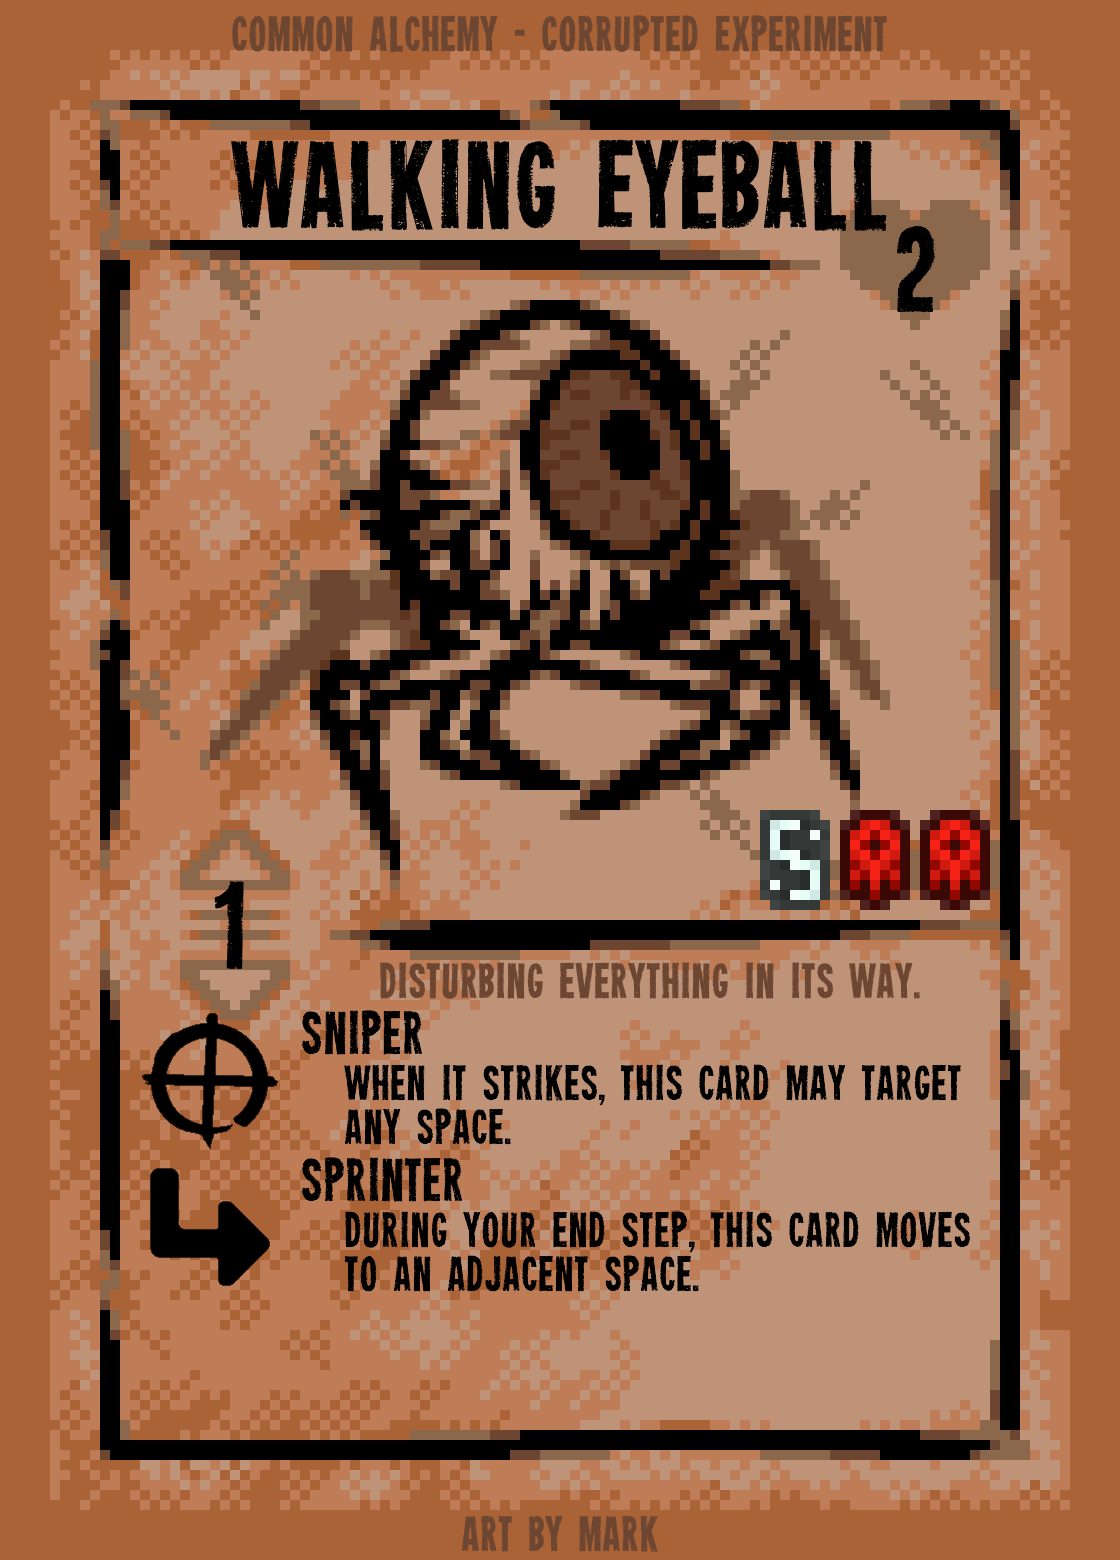 COMMON ALCHEMY - CORRUPTED EXPERIMENT
WALKING EYEBALL
2
S
1
DISTURBING EVERYTHING IN ITS WAY.
SNIPER
WHEN IT STRIKES, THIS CARD MAY TARGET
ANY SPACE.
SPRINTER
DURING YOUR END STEP, THIS CARD MOVES
TO AN ADJACENT SPACE.
ART BY MARK